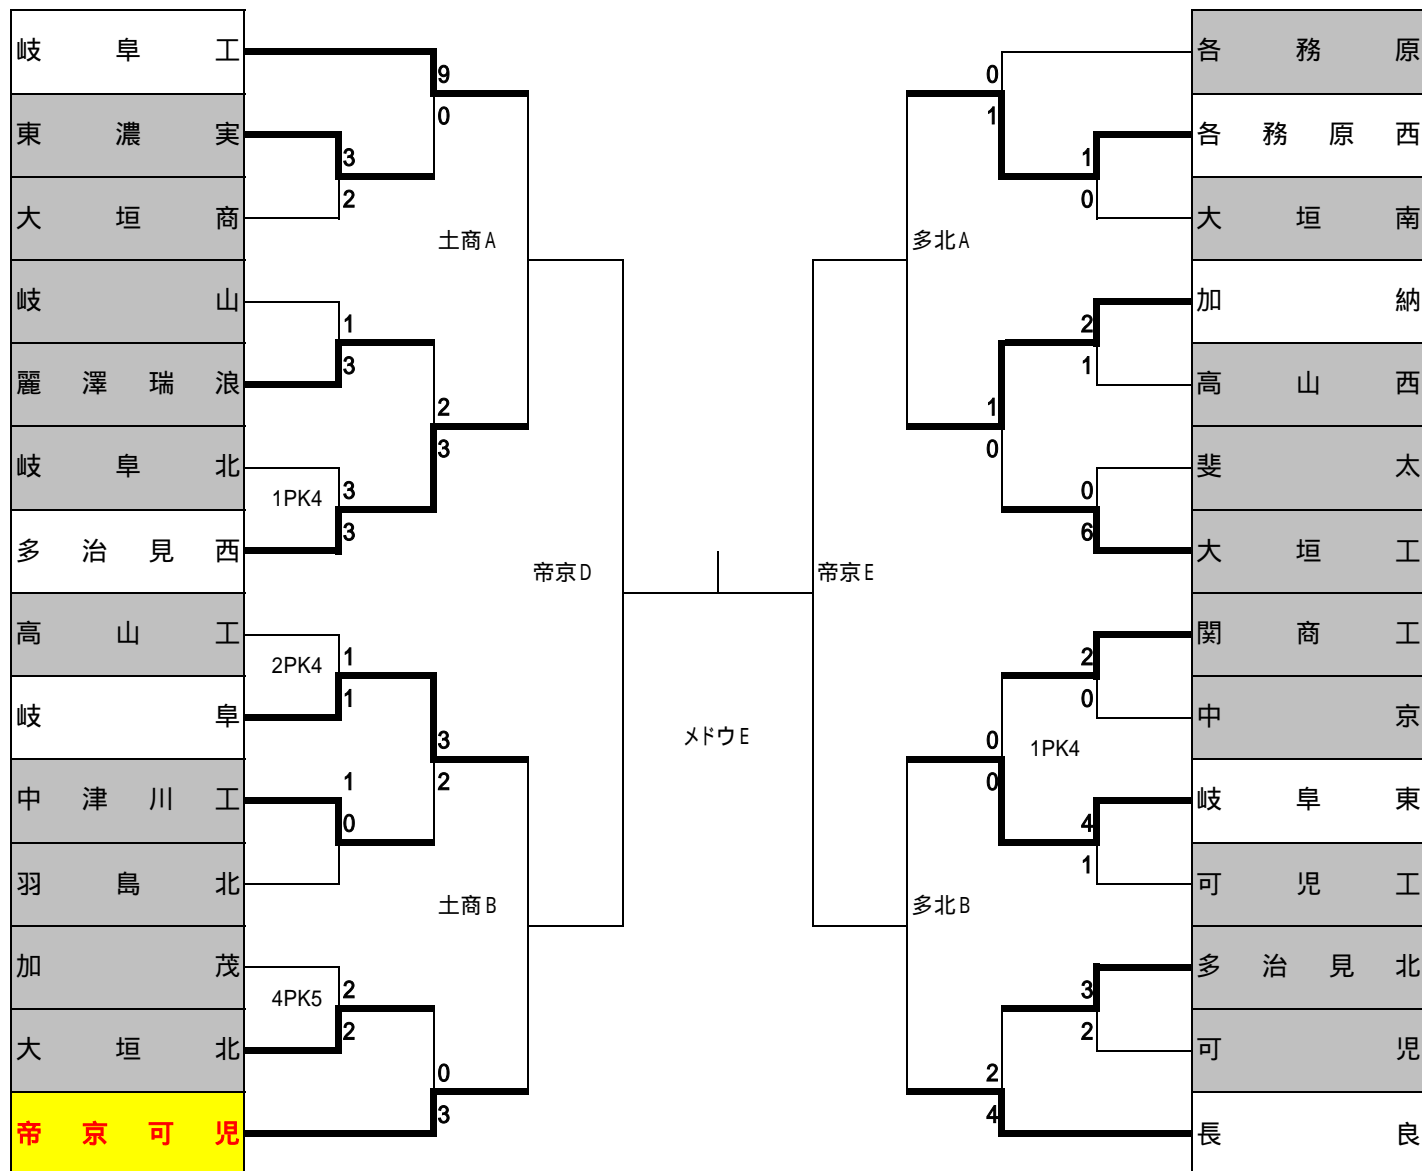 岐阜工
東濃実
大垣商
岐山
麗澤瑞浪
岐阜北
多治見西
高山工
岐阜
中津川工
羽島北
加茂
大垣北
帝京可児
9
0
3
2
1
3
2
3
1PK4
3
3
2PK4
1
1
3
2
1
0
4PK5
2
2
0
3
土商A
土商B
帝京D
メドウE
帝京E
多北A
多北B
0
1
1
0
2
1
1
0
0
6
2
0
0
0
1PK4
4
1
3
2
2
4
各務原
各務原西
大垣南
加納
高山西
斐太
大垣工
関商工
中京
岐阜東
可児工
多治見北
可児
長良